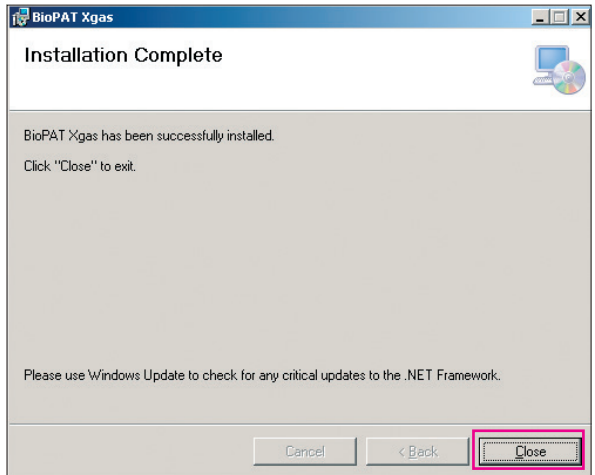 BioPAT Xgas
Installation Complete
BioPAT Xgas has been successfully installed.
Click "Close" to exit.
Please use Windows Update to check for any critical updates to the .NET Framework.
Cancel
< Back
Close